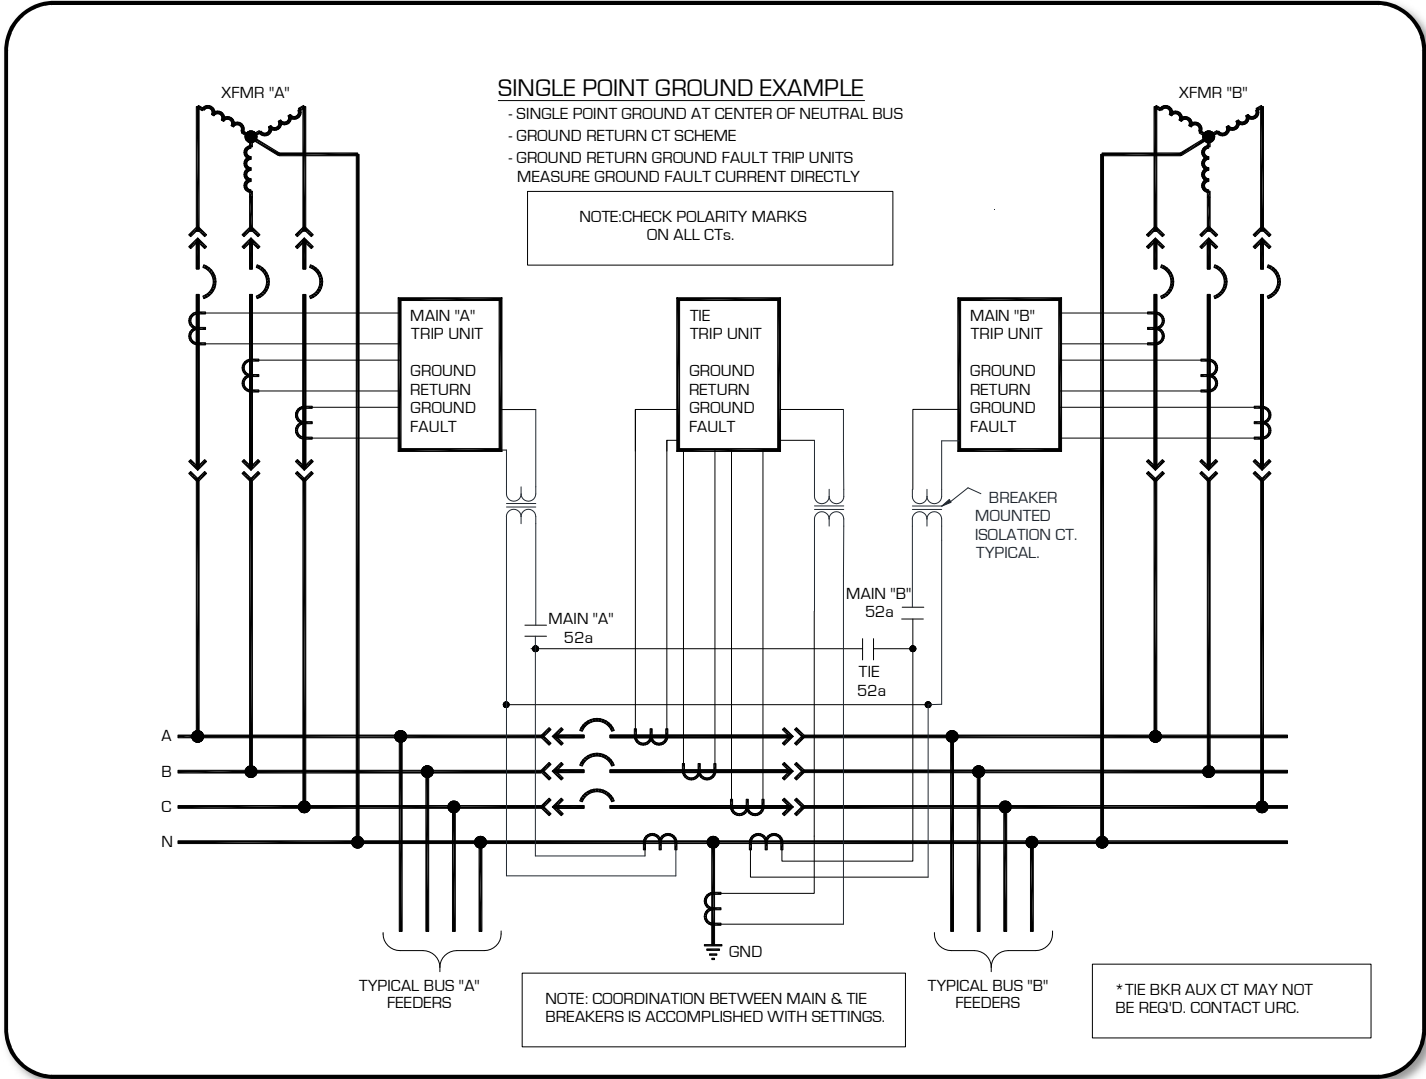 XFMR "A"
SINGLE POINT GROUND EXAMPLE
- SINGLE POINT GROUND AT CENTER OF NEUTRAL BUS
- GROUND RETURN CT SCHEME
- GROUND RETURN GROUND FAULT TRIP UNITS
MEASURE GROUND FAULT CURRENT DIRECTLY
XFMR "B"
NOTE:CHECK POLARITY MARKS
ON ALL CTs.
MAIN "A"
TRIP UNIT
GROUND
RETURN
GROUND
FAULT
TIE
TRIP UNIT
GROUND
RETURN
GROUND
FAULT
MAIN "B"
TRIP UNIT
GROUND
RETURN
GROUND
FAULT
BREAKER
MOUNTED
ISOLATION CT.
TYPICAL.
MAIN "A"
52a
MAIN "B"
52a
TIE
52a
A
B
C
N
GND
TYPICAL BUS "A"
FEEDERS
NOTE: COORDINATION BETWEEN MAIN & TIE
BREAKERS IS ACCOMPLISHED WITH SETTINGS.
TYPICAL BUS "B"
FEEDERS
*TIE BKR AUX CT MAY NOT
BE REQ'D. CONTACT URC.